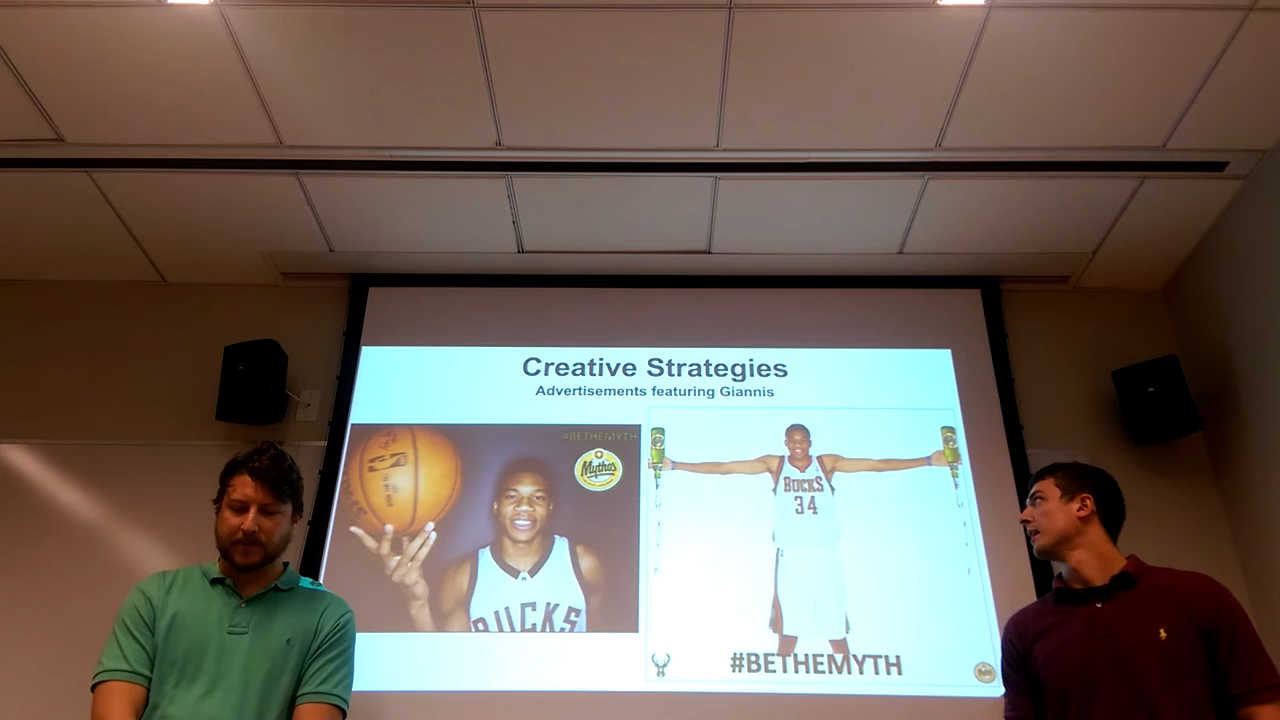 Creative Strategies
Advertisements featuring Giannis
#BETHEMYTH
Mythos
BUCKS
BUCKS
34
#BETHEMYTH